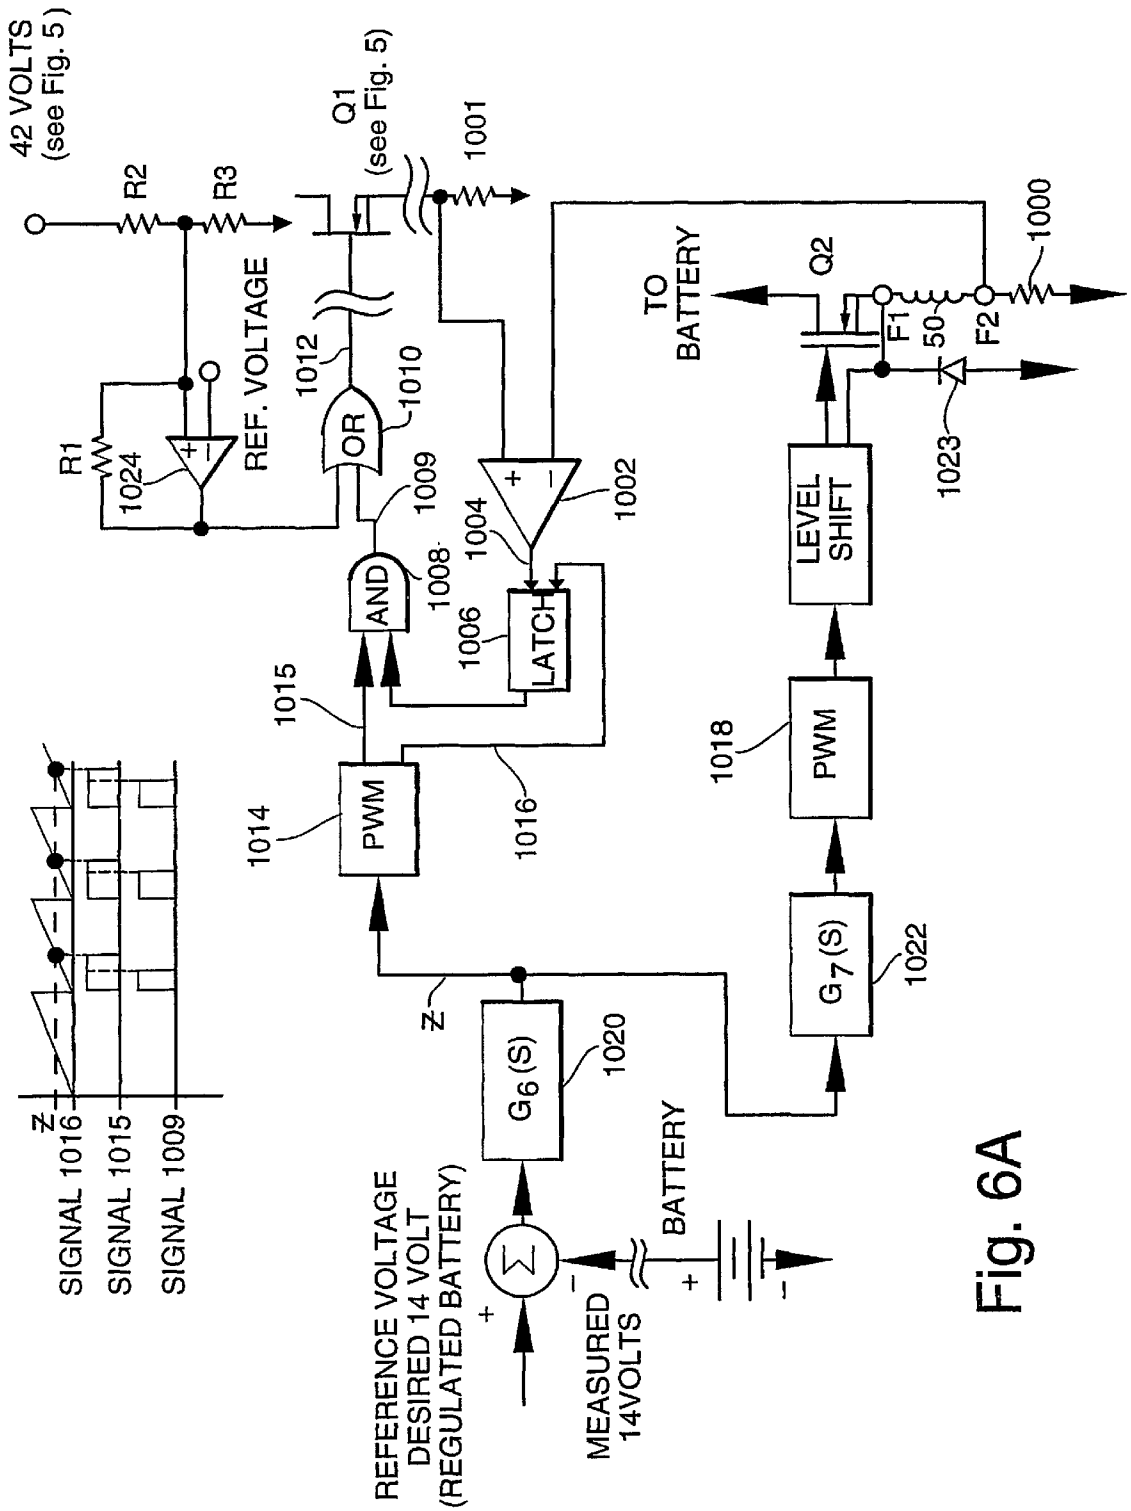 42 VOLTS
(see Fig. 5)
R2
R3
R1
1024
+
−
REF. VOLTAGE
Q1
(see Fig. 5)
1001
1012
OR
1010
1009
AND
1008
1015
1014
PWM
1016
LATCH
1006
1004
+
−
1002
Z
SIGNAL 1016
SIGNAL 1015
SIGNAL 1009
TO
BATTERY
Q2
F1
50
F2
1000
1023
LEVEL
SHIFT
1018
PWM
G7(S)
1022
Z
G6(S)
1020
Σ
+
−
REFERENCE VOLTAGE
DESIRED 14 VOLT
(REGULATED BATTERY)
MEASURED
14VOLTS
BATTERY
+
−
Fig. 6A